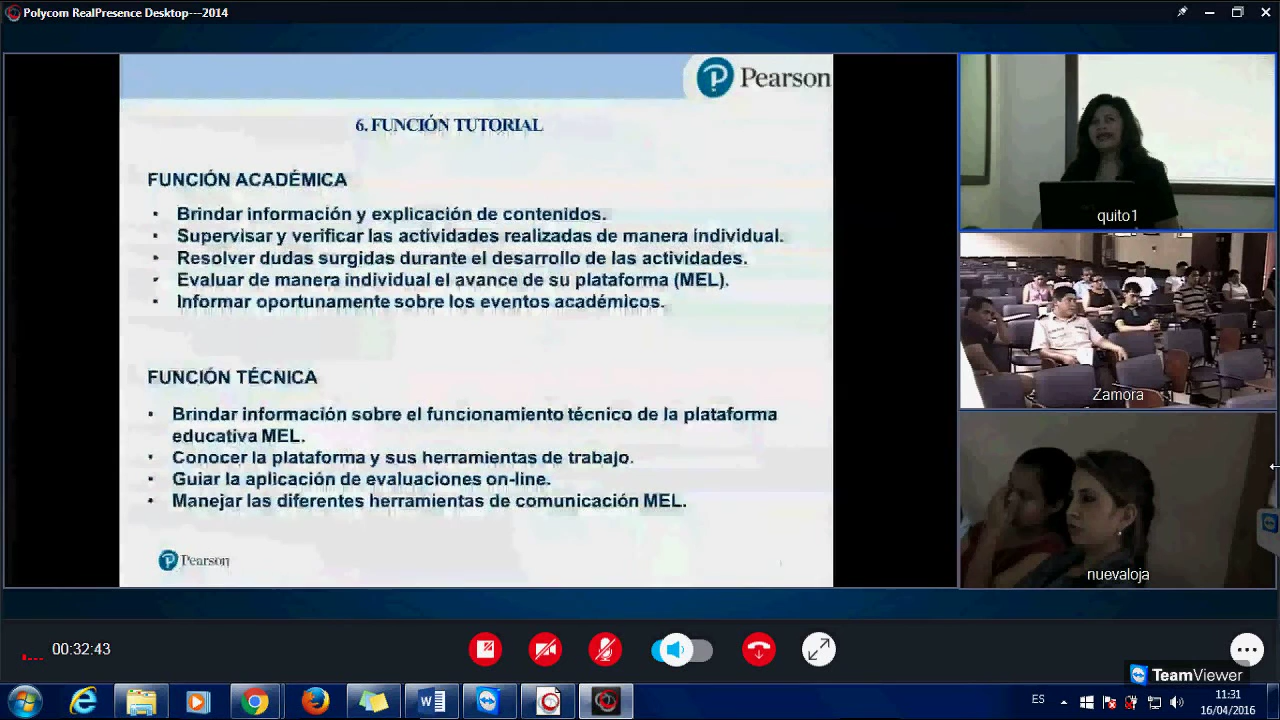 Polycom RealPresence Desktop---2014
Pearson
6. FUNCIÓN TUTORIAL
FUNCIÓN ACADÉMICA
• Brindar información y explicación de contenidos.
• Supervisar y verificar las actividades realizadas de manera individual.
• Resolver dudas surgidas durante el desarrollo de las actividades.
• Evaluar de manera individual el avance de su plataforma (MEL).
• Informar oportunamente sobre los eventos académicos.
FUNCIÓN TÉCNICA
• Brindar información sobre el funcionamiento técnico de la plataforma
educativa MEL.
• Conocer la plataforma y sus herramientas de trabajo.
• Guiar la aplicación de evaluaciones on-line.
• Manejar las diferentes herramientas de comunicación MEL.
Pearson
quito1
Zamora
nuevaloja
00:32:43
TeamViewer
ES
11:31
16/04/2016